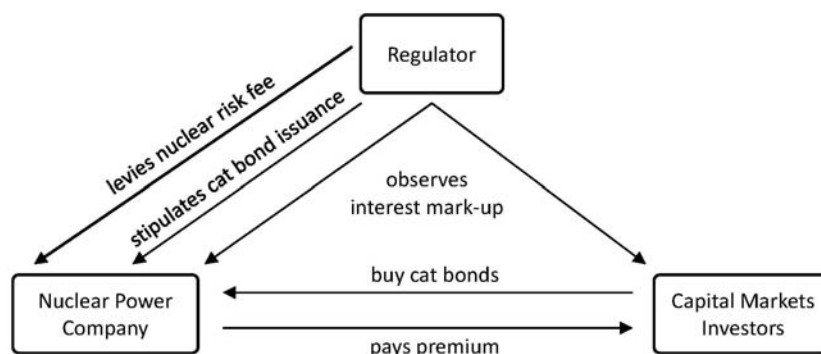 Regulator
levies nuclear risk fee
stipulates cat bond issuance
observes
interest mark-up
buy cat bonds
Nuclear Power
Company
Capital Markets
Investors
pays premium